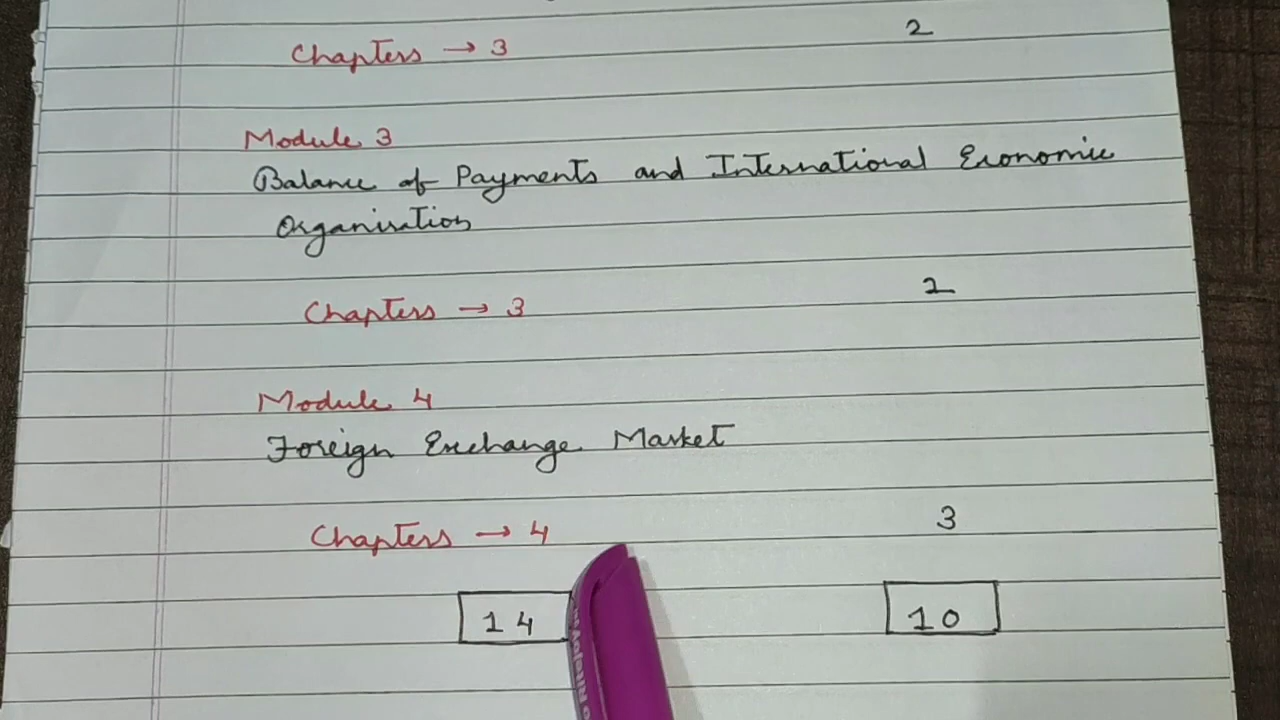 Chapters → 3 2
Module 3
Balance of Payments and International Economic
Organisation
Chapters → 3 2
Module 4
Foreign Exchange Market
Chapters → 4 3
14 10